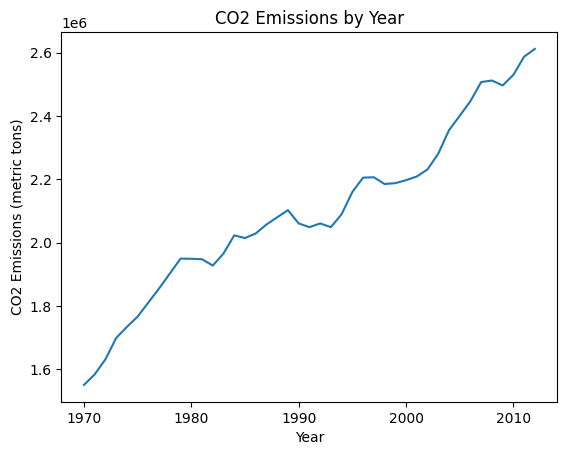 CO2 Emissions by Year
1e6
2.6
2.4
2.2
2.0
1.8
1.6
CO2 Emissions (metric tons)
1970 1980 1990 2000 2010
Year